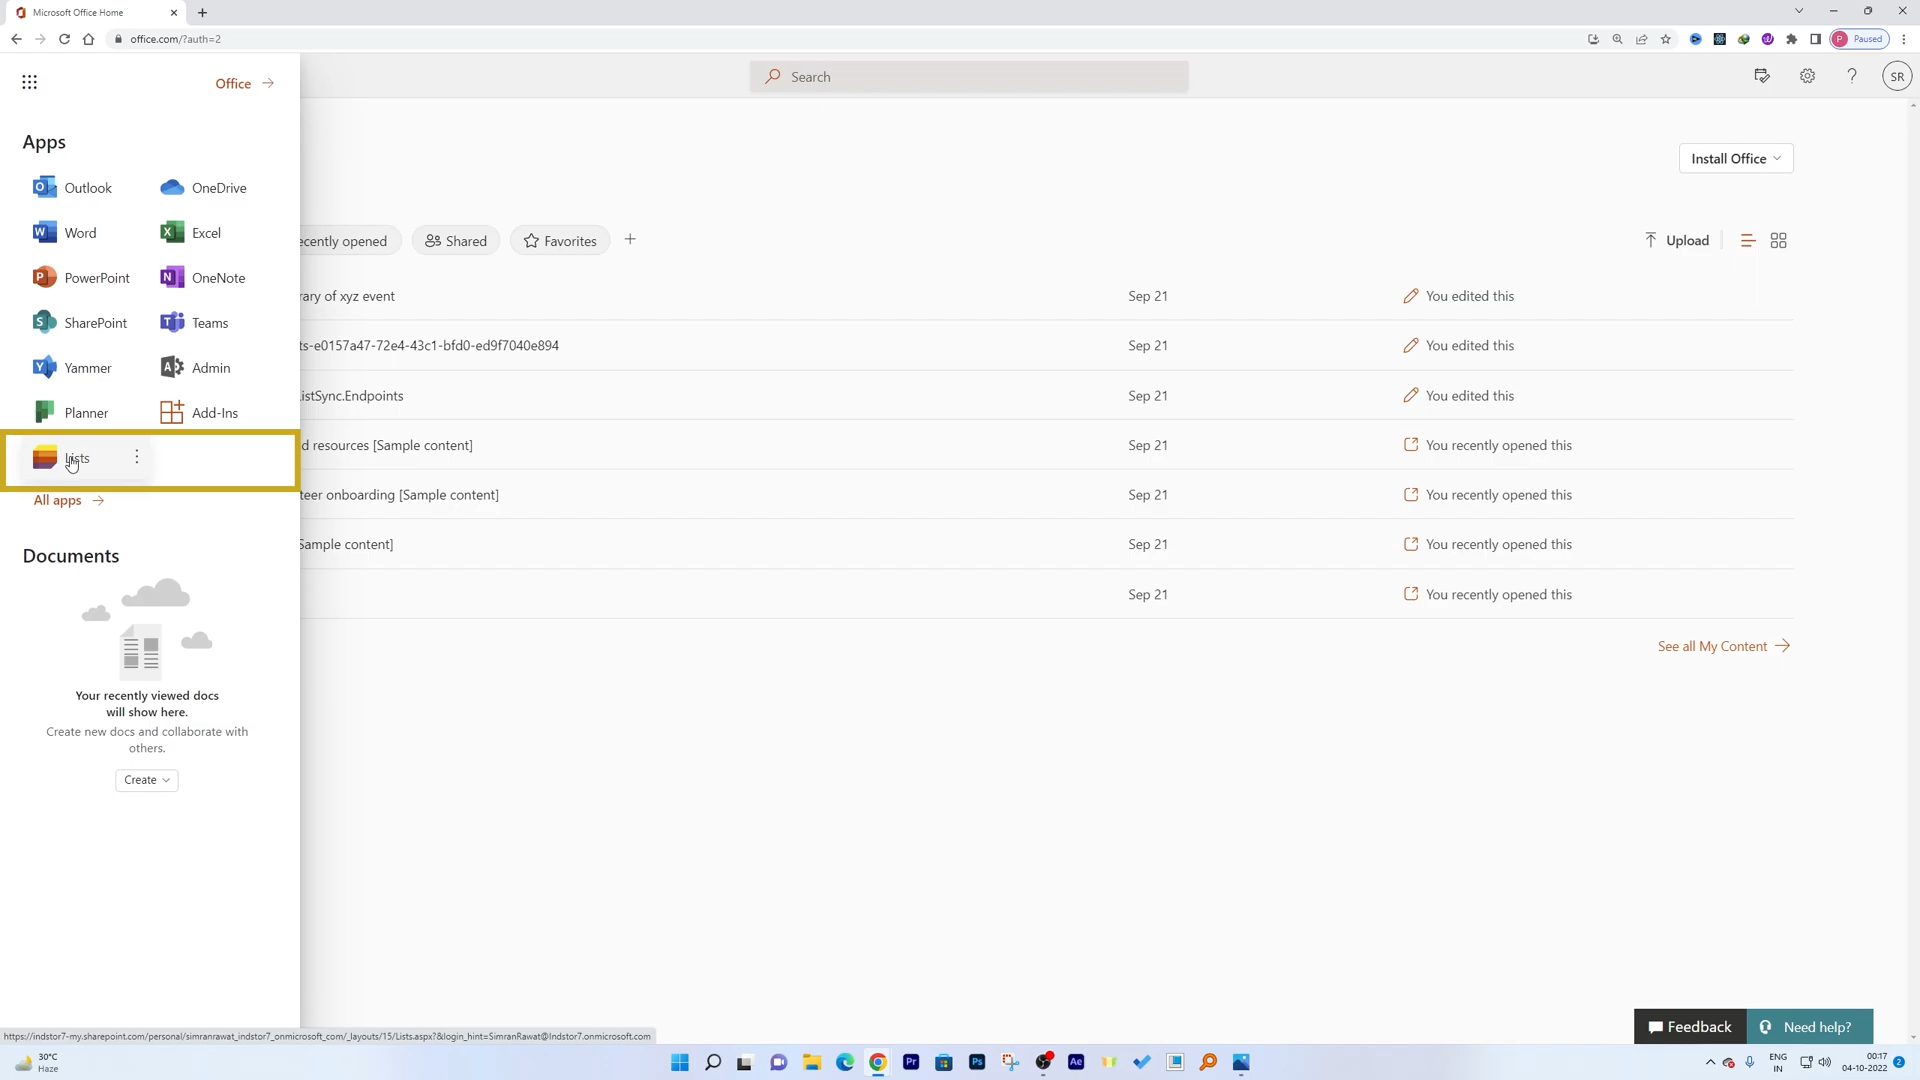 Microsoft Office Home
office.com/?auth=2
Paused
Office
Search
SR
Apps
Install Office
Outlook
OneDrive
Word
Excel
PowerPoint
OneNote
SharePoint
Teams
Yammer
Admin
Planner
Add-Ins
Lists
All apps
ecently opened
Shared
Favorites
Upload
rary of xyz event
Sep 21
You edited this
ts-e0157a47-72e4-43c1-bfd0-ed9f7040e894
Sep 21
You edited this
ListSync.Endpoints
Sep 21
You edited this
d resources [Sample content]
Sep 21
You recently opened this
teer onboarding [Sample content]
Sep 21
You recently opened this
Sample content]
Sep 21
You recently opened this
Sep 21
You recently opened this
See all My Content
Documents
Your recently viewed docs
will show here.
Create new docs and collaborate with
others.
Create
Feedback
Need help?
https://indstor7-my.sharepoint.com/personal/simranrawat_indstor7_onmicrosoft_com/_layouts/15/Lists.aspx?&login_hint=SimranRawat@Indstor7.onmicrosoft.com
30°C
Haze
ENG
IN
00:17
04-10-2022
2